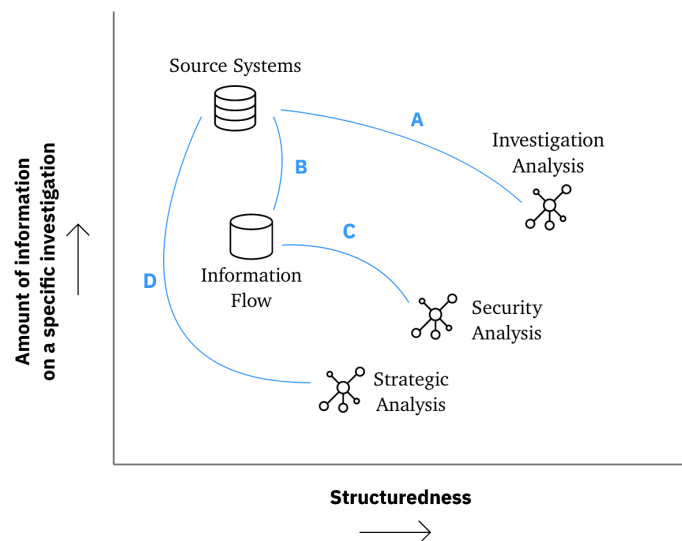 Source Systems
A
Investigation
Analysis
B
C
Information
Flow
D
Security
Analysis
Strategic
Analysis
Amount of information
on a specific investigation
Structuredness